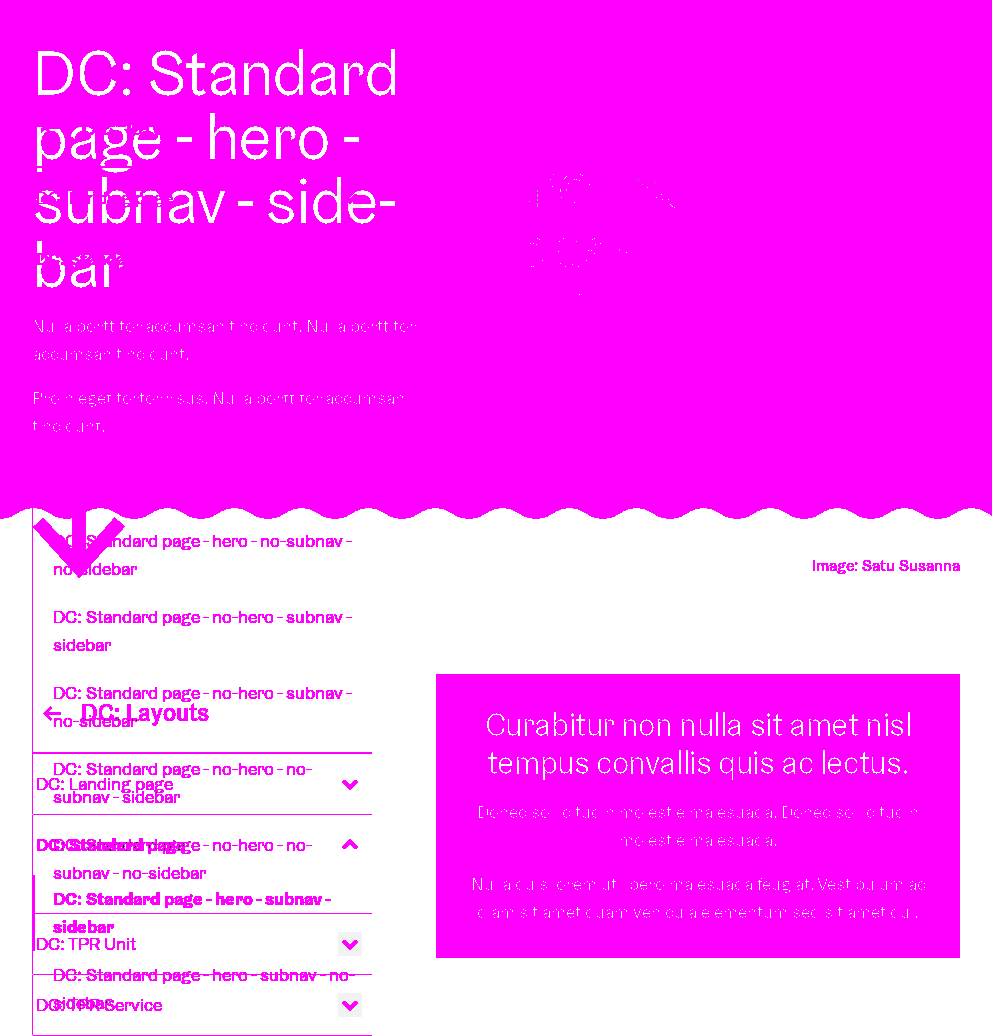 DC: Standard
page - hero -
subnav - side-
bar
Nulla porttitor accumsan tincidunt. Nulla porttitor
accumsan tincidunt.
Proin eget tortor risus. Nulla porttitor accumsan
tincidunt.
DC: Standard page - hero - no-subnav -
no-sidebar
Image: Satu Susanna
DC: Standard page - no-hero - subnav -
sidebar
DC: Standard page - no-hero - subnav -
no-sidebar
DC: Layouts
DC: Standard page - no-hero - no-
subnav - sidebar
DC: Landing page
DC: Standard page - no-hero - no-
subnav - no-sidebar
DC: Standard page - hero - subnav -
sidebar
DC: TPR Unit
DC: Standard page - hero - subnav - no-
sidebar
DC: TPR Service
Curabitur non nulla sit amet nisl
tempus convallis quis ac lectus.
Donec sollicitudin molestie malesuada. Donec sollicitudin
molestie malesuada.
Nulla quis lorem ut libero malesuada feugiat. Vestibulum ac
diam sit amet quam vehicula elementum sed sit amet dui.